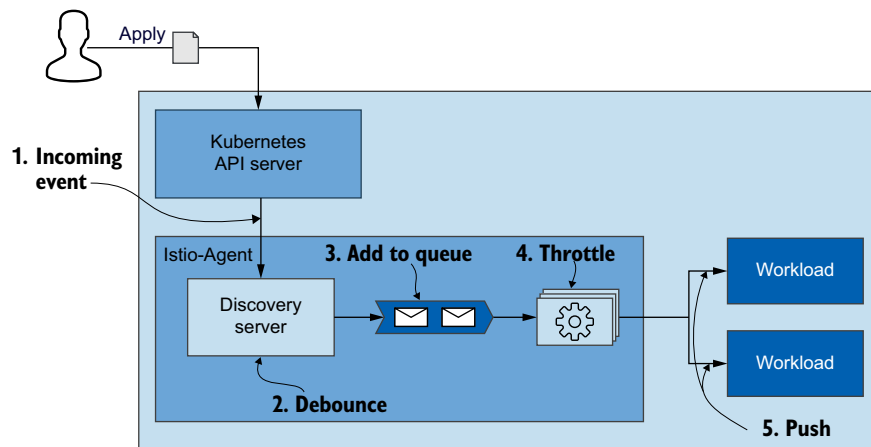 Apply
Kubernetes
API server
1. Incoming
event
Istio-Agent
3. Add to queue
4. Throttle
Discovery
server
Workload
Workload
2. Debounce
5. Push